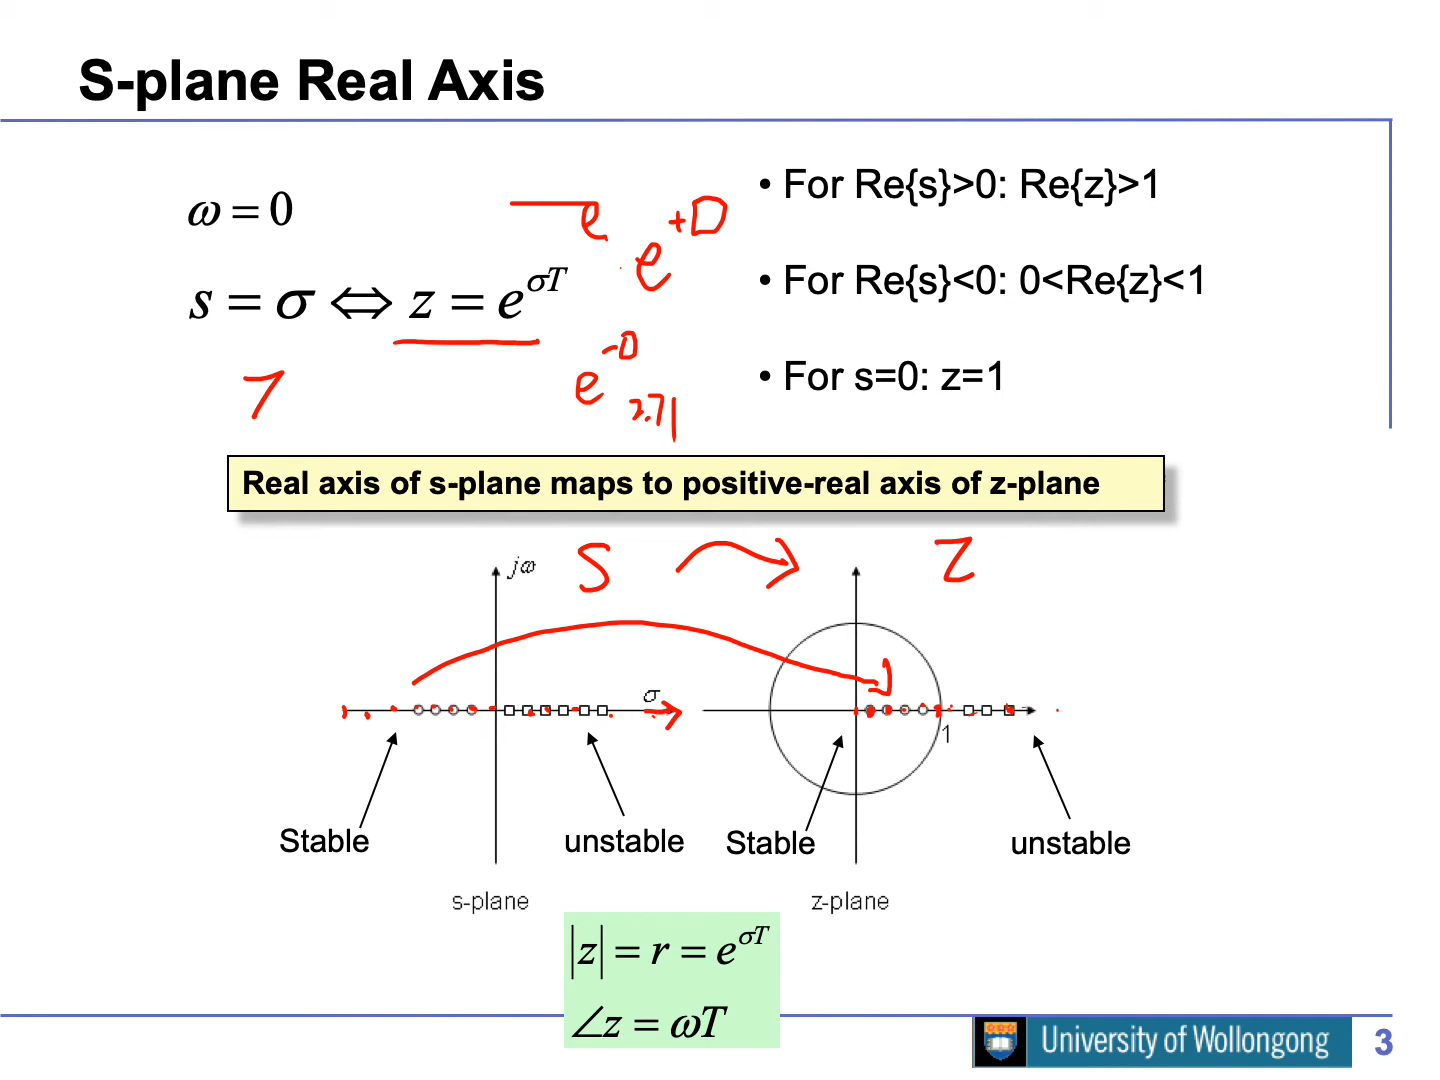 S-plane Real Axis
ω = 0
s = σ ⇔ z = e^{σT}
e
e^{+D}
e^{-D}
2.71
• For Re{s}>0: Re{z}>1
• For Re{s}<0: 0<Re{z}<1
• For s=0: z=1
Real axis of s-plane maps to positive-real axis of z-plane
S
Z
jω
σ
1
Stable
unstable
Stable
unstable
s-plane
z-plane
|z| = r = e^{σT}
∠z = ωT
University of Wollongong
3